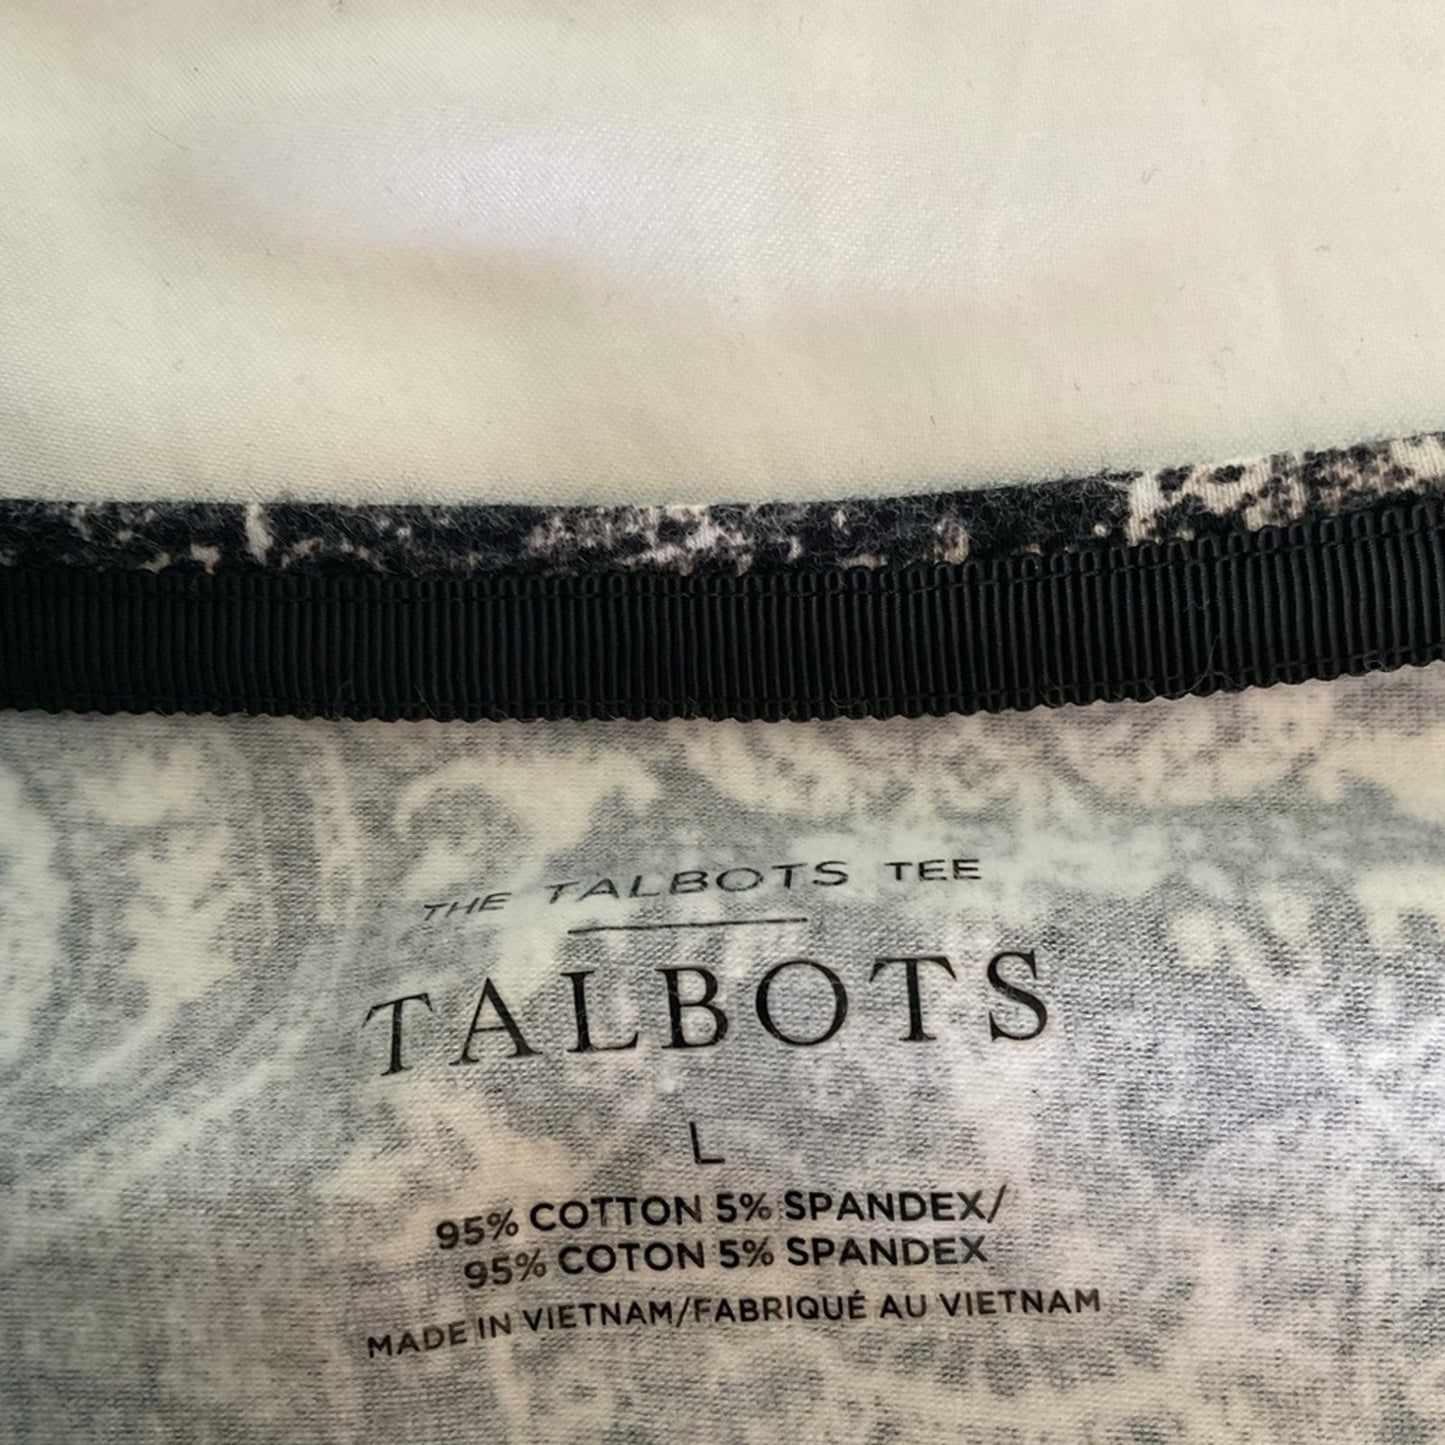 THE TALBOTS TEE
TALBOTS
L
95% COTTON 5% SPANDEX/
95% COTON 5% SPANDEX
MADE IN VIETNAM/FABRIQUÉ AU VIETNAM